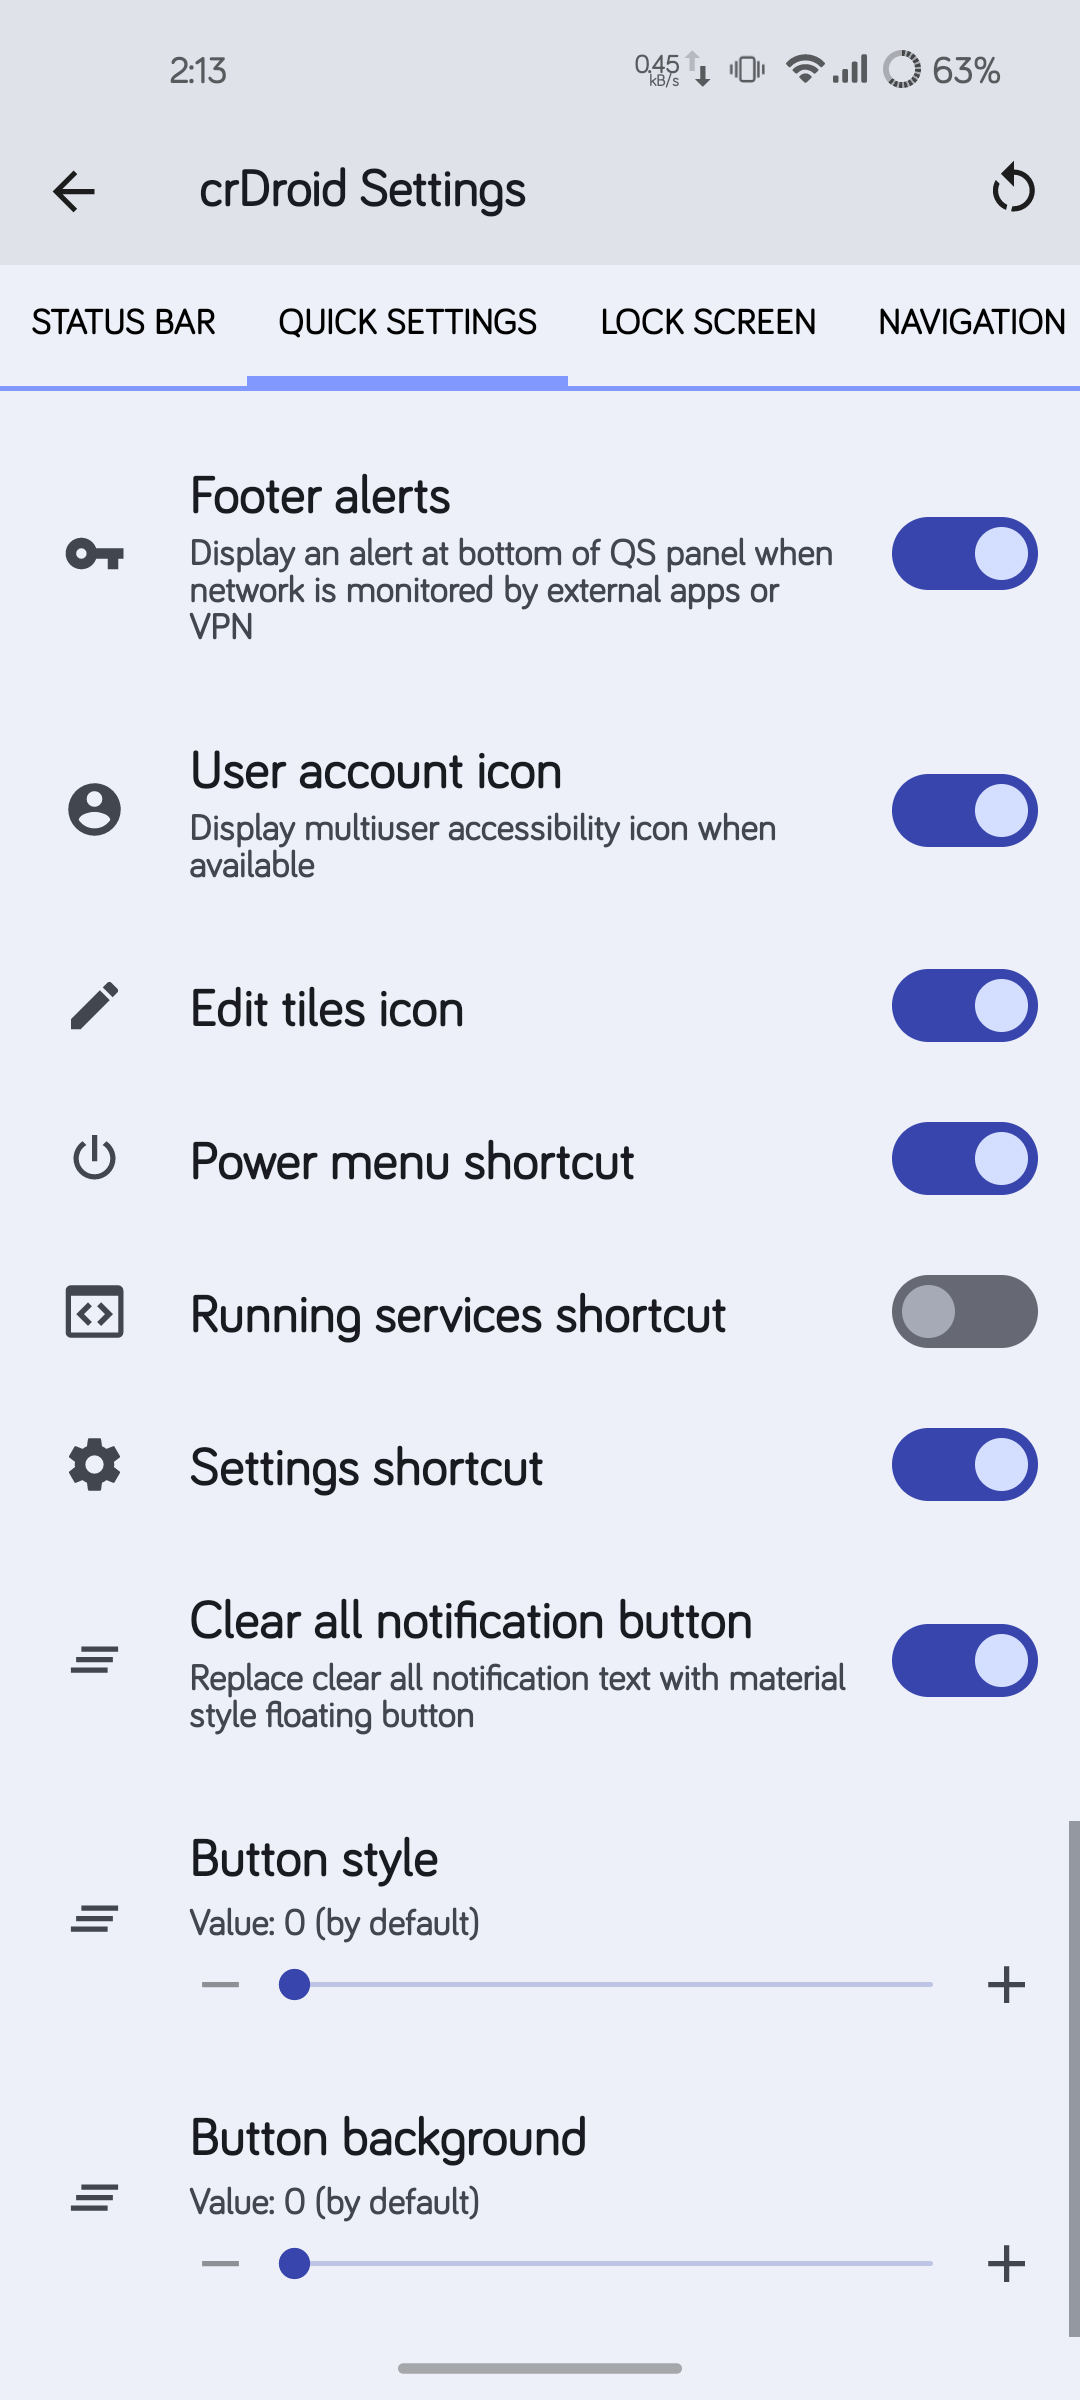 2:13
0.45
kB/s
63%
crDroid Settings
STATUS BAR
QUICK SETTINGS
LOCK SCREEN
NAVIGATION
Footer alerts
Display an alert at bottom of QS panel when
network is monitored by external apps or
VPN
User account icon
Display multiuser accessibility icon when
available
Edit tiles icon
Power menu shortcut
Running services shortcut
Settings shortcut
Clear all notification button
Replace clear all notification text with material
style floating button
Button style
Value: 0 (by default)
Button background
Value: 0 (by default)